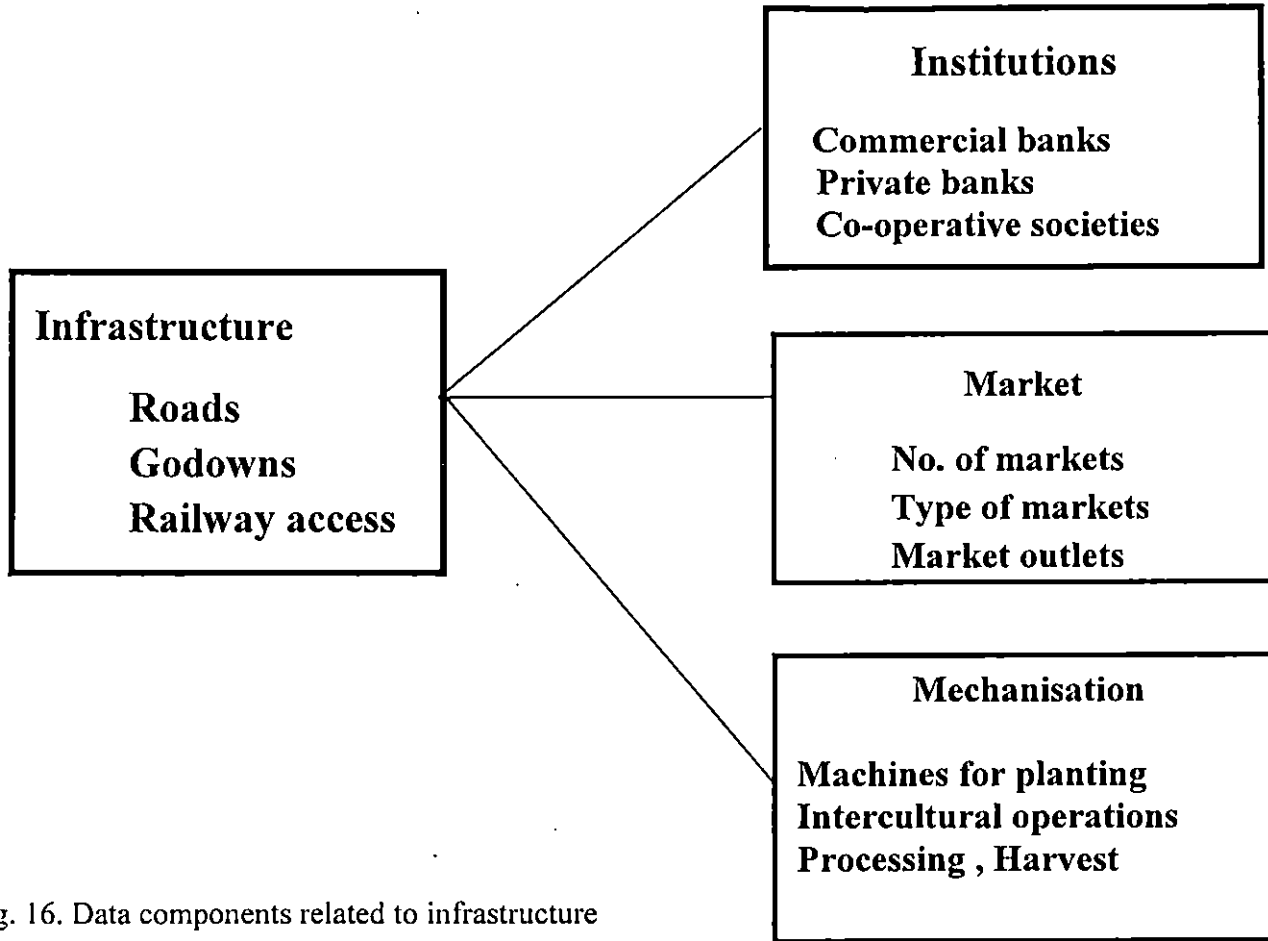 Institutions
Commercial banks
Private banks
Co-operative societies
Infrastructure
Roads
Godowns
Railway access
Market
No. of markets
Type of markets
Market outlets
Mechanisation
Machines for planting
Intercultural operations
Processing , Harvest
g. 16. Data components related to infrastructure